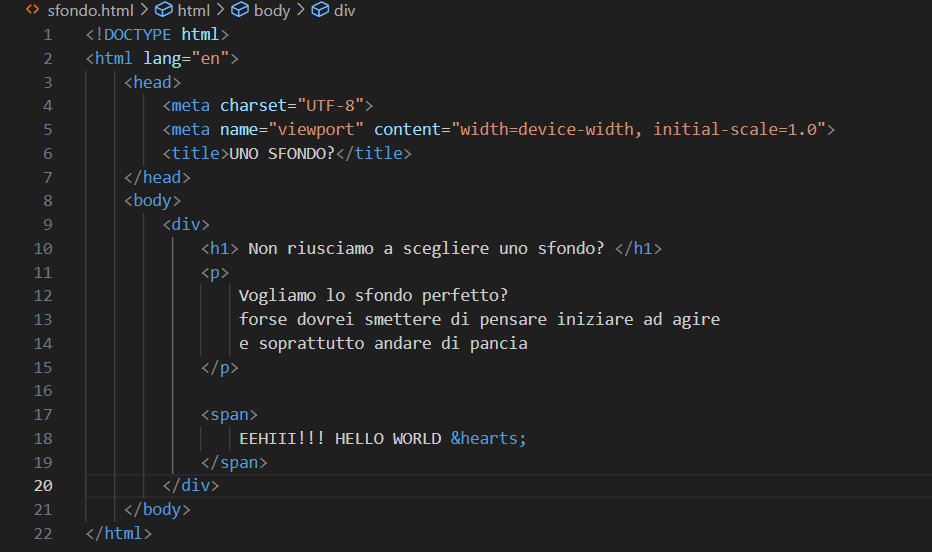 sfondo.html > html > body > div
1 <!DOCTYPE html>
2 <html lang="en">
3 <head>
4 <meta charset="UTF-8">
5 <meta name="viewport" content="width=device-width, initial-scale=1.0">
6 <title>UNO SFONDO?</title>
7 </head>
8 <body>
9 <div>
10 <h1> Non riusciamo a scegliere uno sfondo? </h1>
11 <p>
12 Vogliamo lo sfondo perfetto?
13 forse dovrei smettere di pensare iniziare ad agire
14 e soprattutto andare di pancia
15 </p>
16
17 <span>
18 EEHIII!!! HELLO WORLD &hearts;
19 </span>
20 </div>
21 </body>
22 </html>